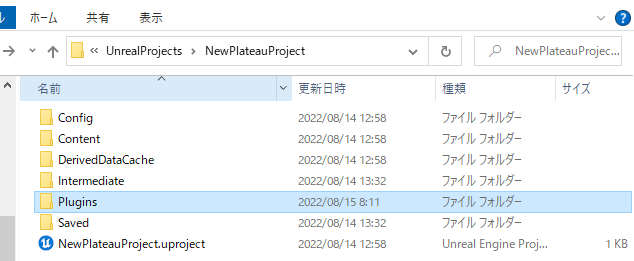 ホーム 共有 表示
« UnrealProjects > NewPlateauProject NewPlateauProjec...
名前 更新日時 種類 サイズ
Config 2022/08/14 12:58 ファイル フォルダー
Content 2022/08/14 12:58 ファイル フォルダー
DerivedDataCache 2022/08/14 12:58 ファイル フォルダー
Intermediate 2022/08/14 13:32 ファイル フォルダー
Plugins 2022/08/15 8:11 ファイル フォルダー
Saved 2022/08/14 13:32 ファイル フォルダー
NewPlateauProject.uproject 2022/08/14 12:58 Unreal Engine Proj... 1 KB